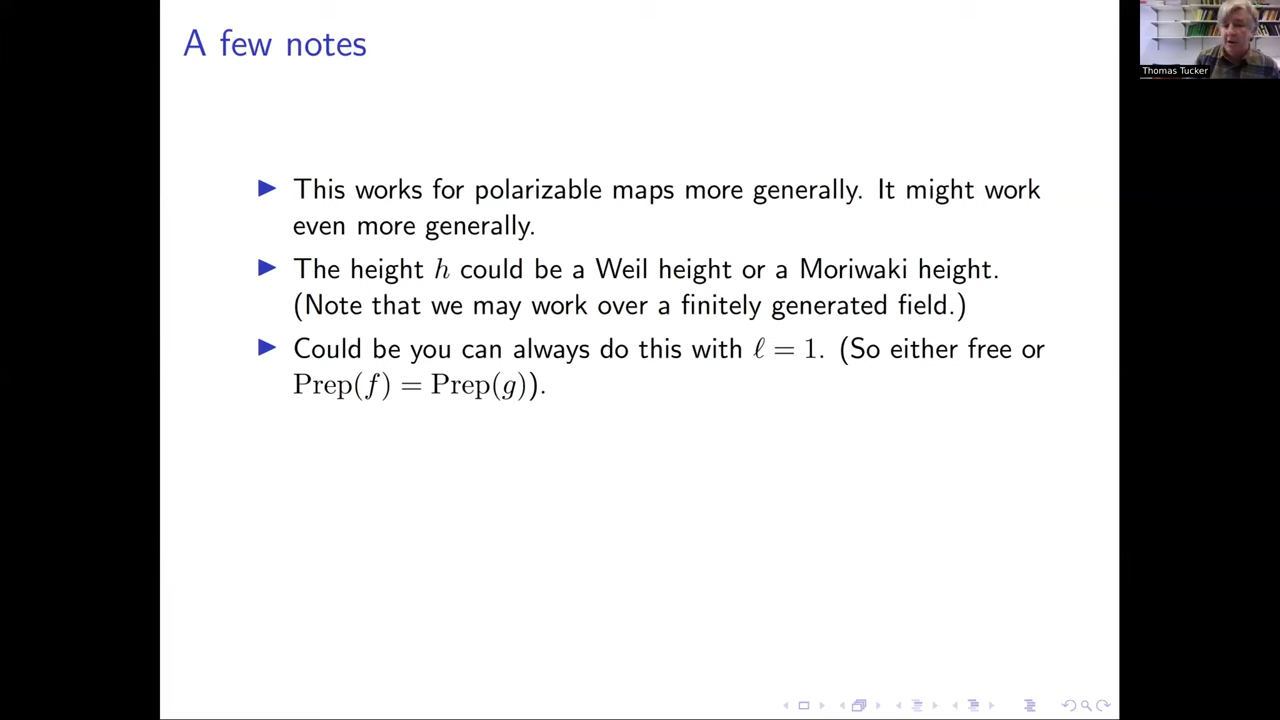 A few notes
Thomas Tucker
▶ This works for polarizable maps more generally. It might work
even more generally.
▶ The height h could be a Weil height or a Moriwaki height.
(Note that we may work over a finitely generated field.)
▶ Could be you can always do this with ℓ = 1. (So either free or
Prep(f) = Prep(g)).